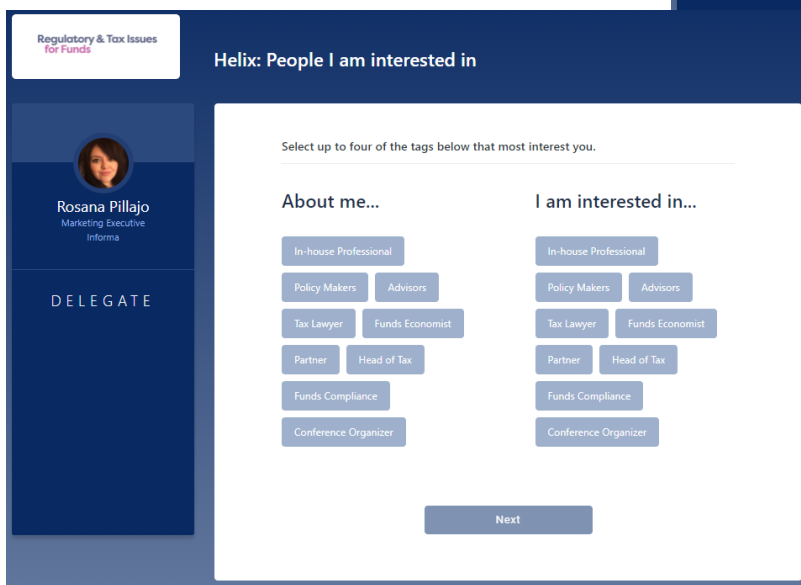 Regulatory & Tax Issues
for Funds
Helix: People I am interested in
Rosana Pillajo
Marketing Executive
Informa
DELEGATE
Select up to four of the tags below that most interest you.
About me...
In-house Professional
Policy Makers Advisors
Tax Lawyer Funds Economist
Partner Head of Tax
Funds Compliance
Conference Organizer
I am interested in...
In-house Professional
Policy Makers Advisors
Tax Lawyer Funds Economist
Partner Head of Tax
Funds Compliance
Conference Organizer
Next